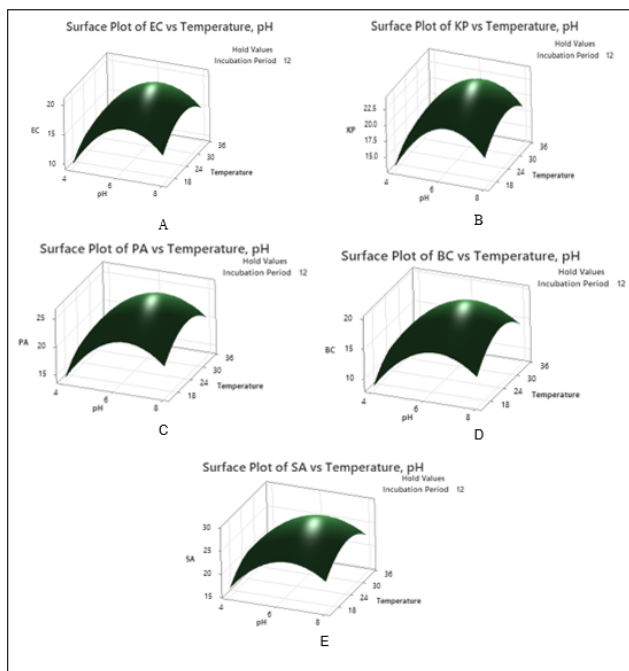 Surface Plot of EC vs Temperature, pH
Hold Values
Incubation Period 12
20
15
10
EC
4
6
8
pH
18
24
30
36
Temperature
A
Surface Plot of KP vs Temperature, pH
Hold Values
Incubation Period 12
22.5
20.0
17.5
15.0
KP
4
6
8
pH
18
24
30
36
Temperature
B
Surface Plot of PA vs Temperature, pH
Hold Values
Incubation Period 12
25
20
15
PA
4
6
8
pH
18
24
30
36
Temperature
C
Surface Plot of BC vs Temperature, pH
Hold Values
Incubation Period 12
20
15
10
BC
4
6
8
pH
18
24
30
36
Temperature
D
Surface Plot of SA vs Temperature, pH
Hold Values
Incubation Period 12
30
25
20
15
SA
4
6
8
pH
18
24
30
36
Temperature
E